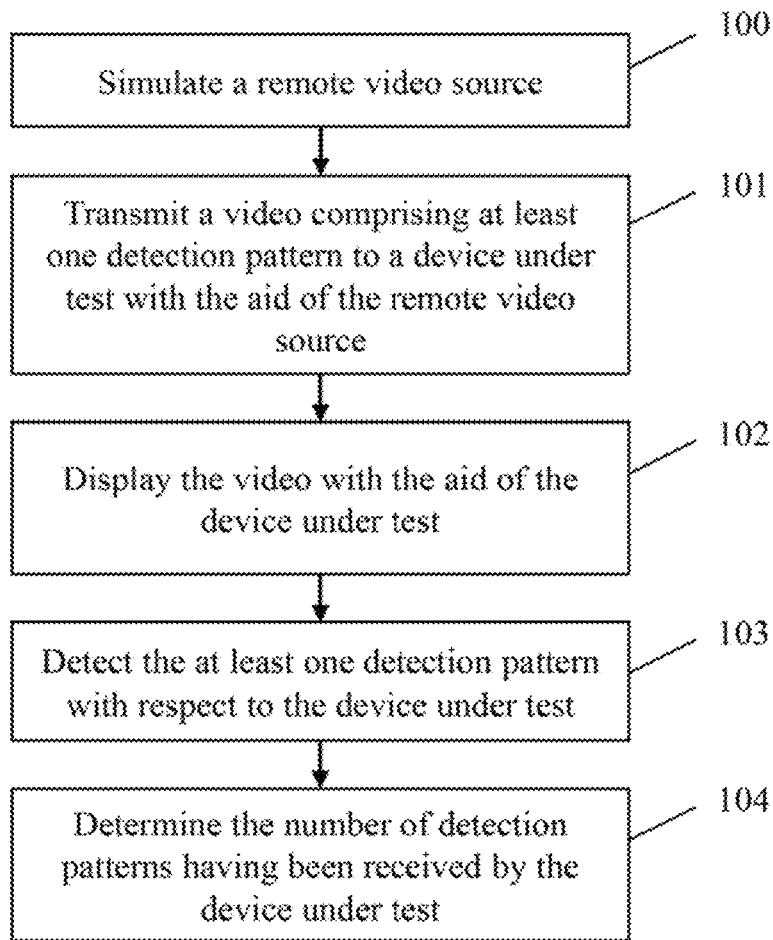 100
Simulate a remote video source
101
Transmit a video comprising at least
one detection pattern to a device under
test with the aid of the remote video
source
102
Display the video with the aid of the
device under test
103
Detect the at least one detection pattern
with respect to the device under test
104
Determine the number of detection
patterns having been received by the
device under test